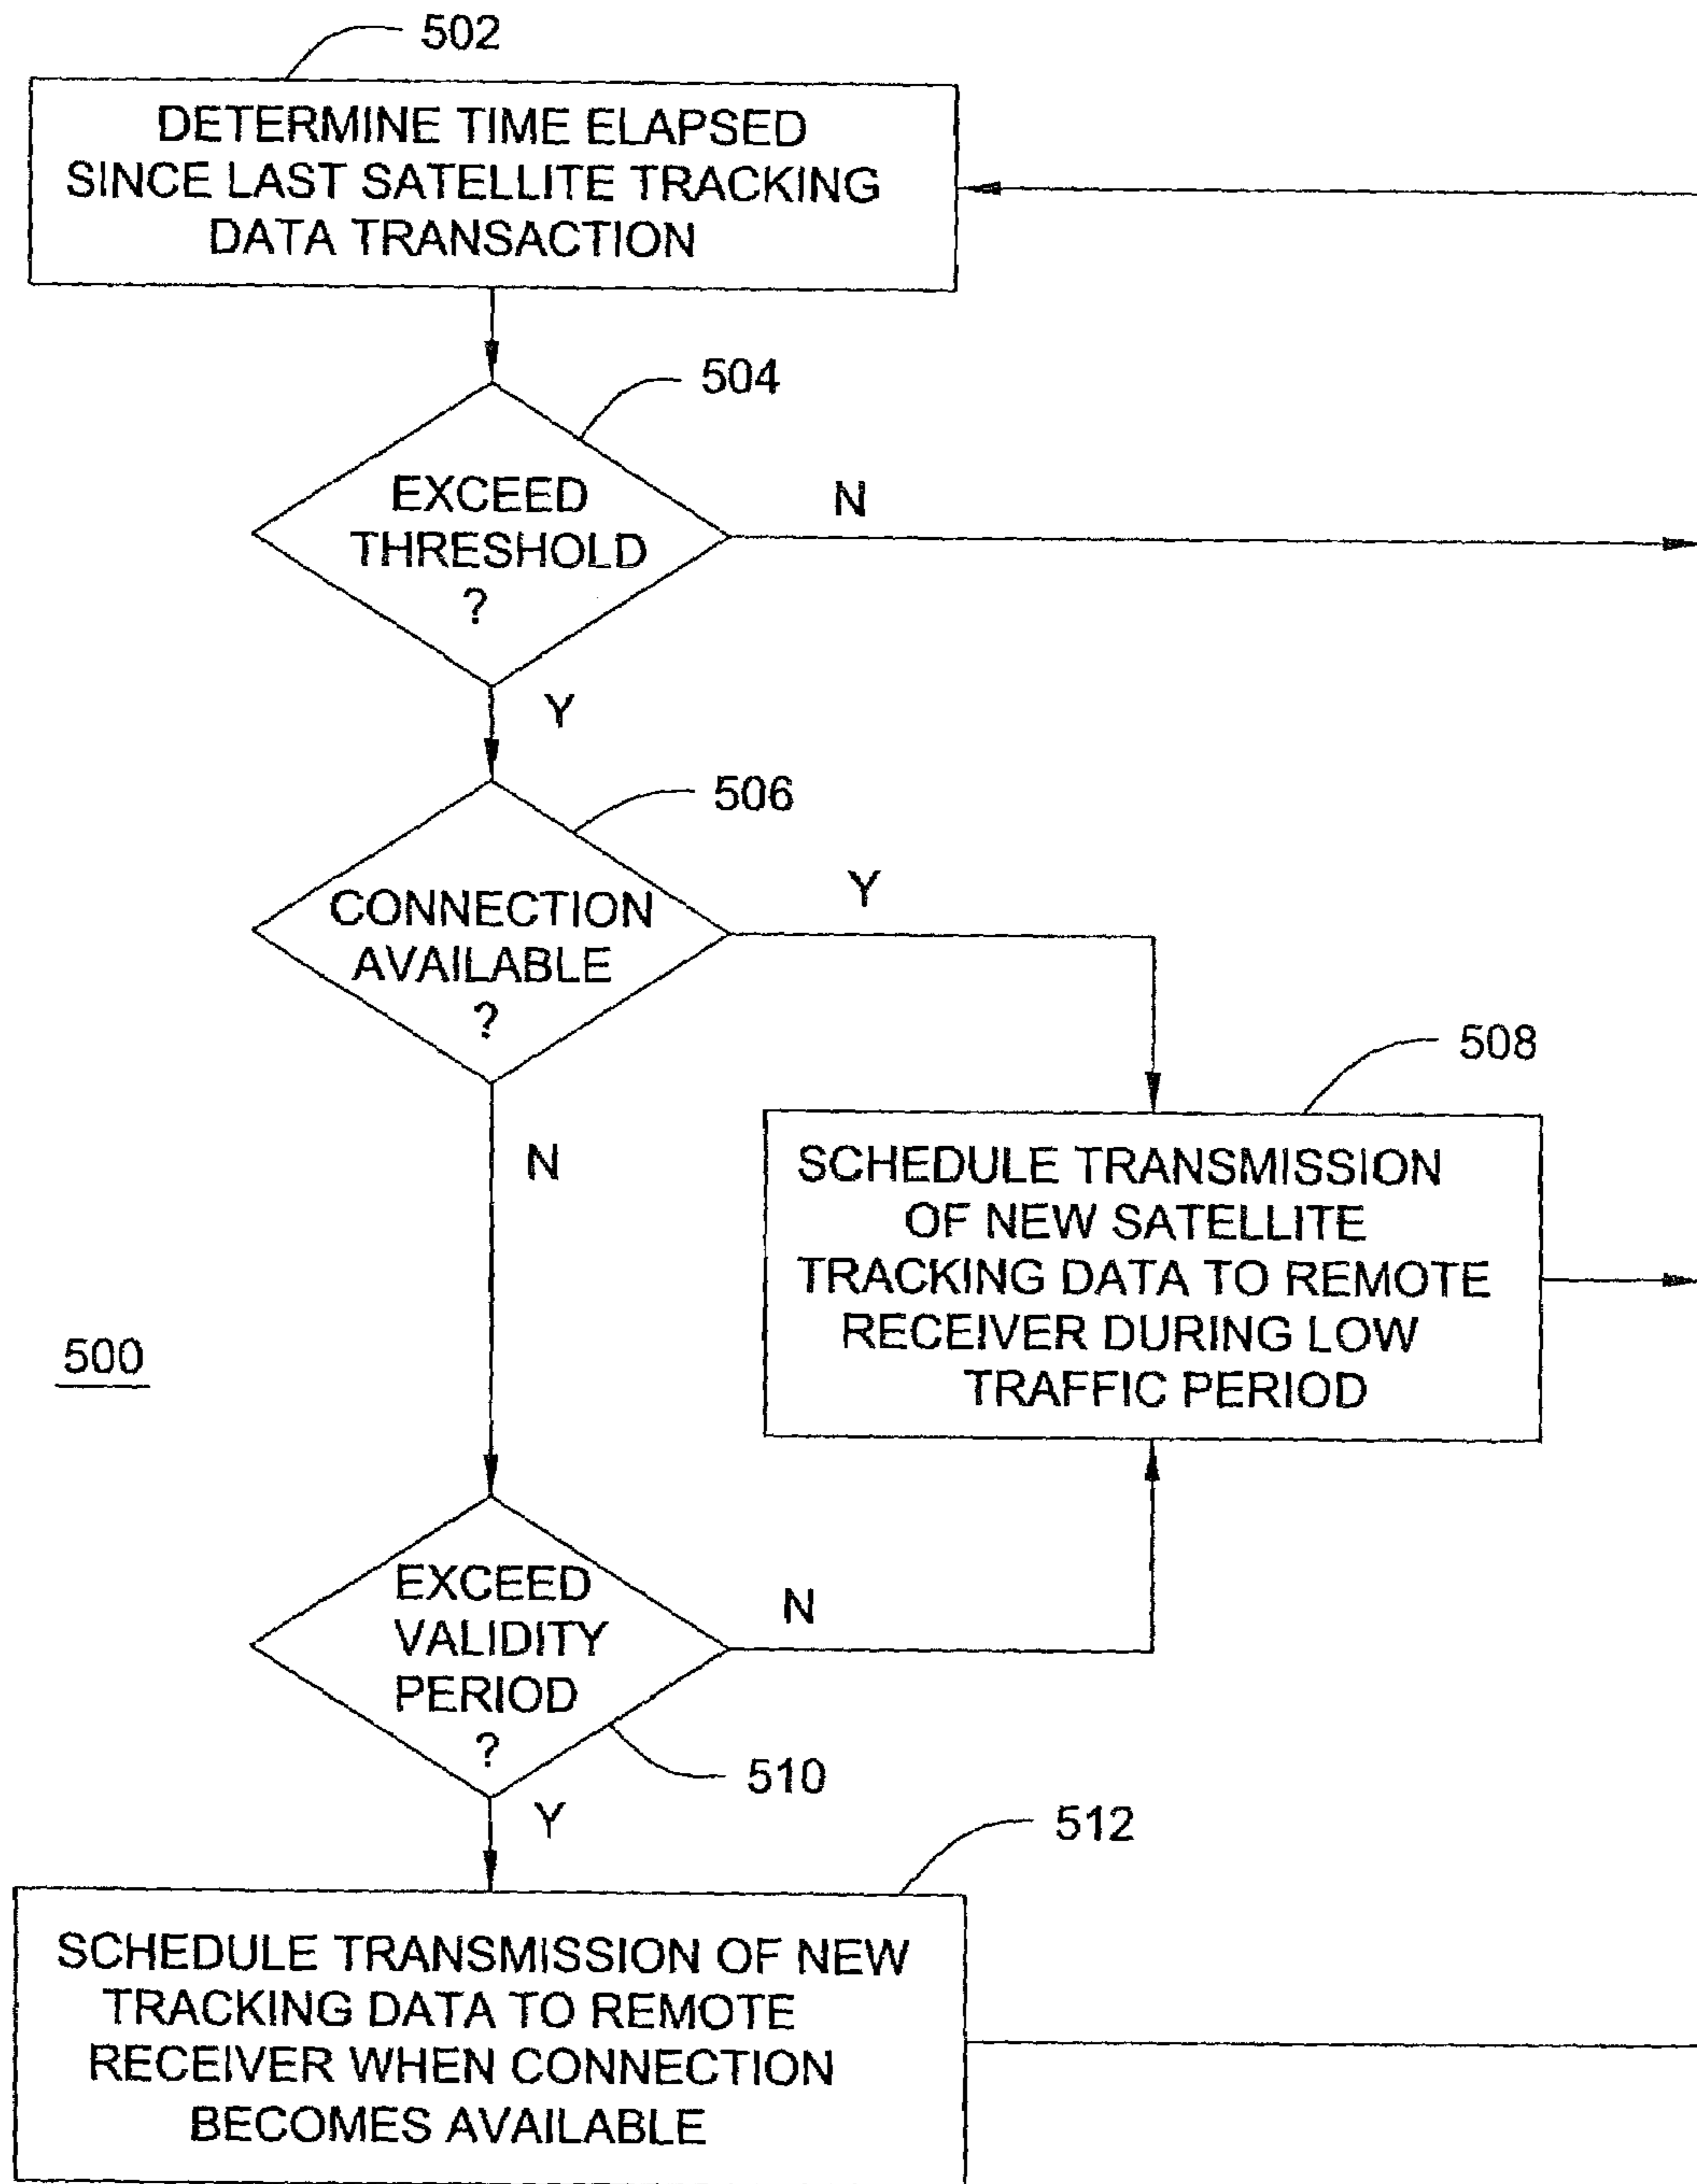 502
DETERMINE TIME ELAPSED
SINCE LAST SATELLITE TRACKING
DATA TRANSACTION
504
EXCEED
THRESHOLD
?
N
Y
506
CONNECTION
AVAILABLE
?
Y
N
508
SCHEDULE TRANSMISSION
OF NEW SATELLITE
TRACKING DATA TO REMOTE
RECEIVER DURING LOW
TRAFFIC PERIOD
500
EXCEED
VALIDITY
PERIOD
?
N
510
Y
512
SCHEDULE TRANSMISSION OF NEW
TRACKING DATA TO REMOTE
RECEIVER WHEN CONNECTION
BECOMES AVAILABLE